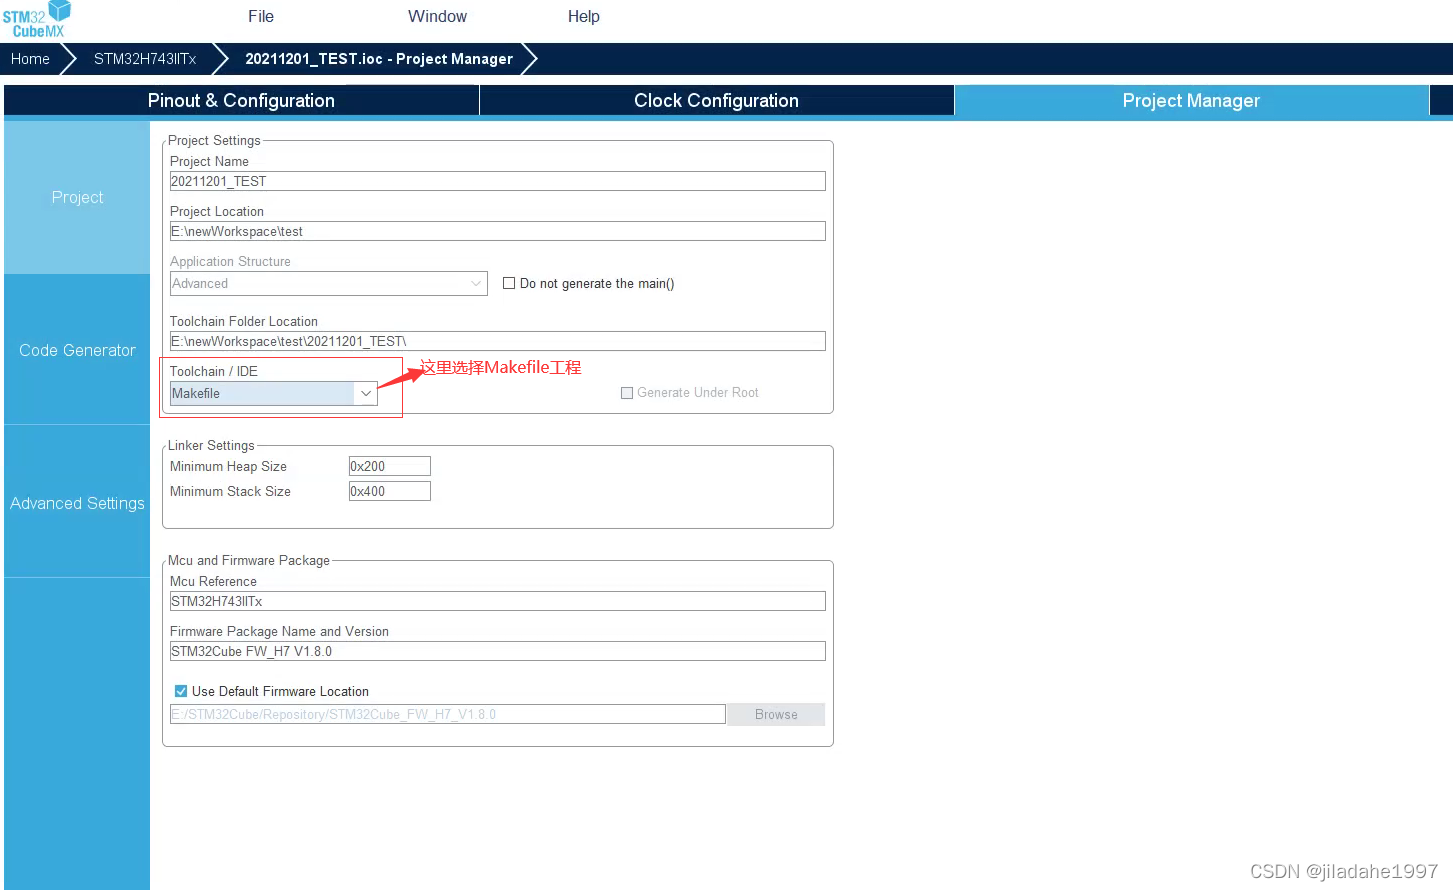 STM32
CubeMX
File
Window
Help
Home
STM32H743IITx
20211201_TEST.ioc - Project Manager
Pinout & Configuration
Clock Configuration
Project Manager
Project
Code Generator
Advanced Settings
Project Settings
Project Name
20211201_TEST
Project Location
E:\newWorkspace\test
Application Structure
Advanced
Do not generate the main()
Toolchain Folder Location
E:\newWorkspace\test\20211201_TEST\
Toolchain / IDE
这里选择Makefile工程
Makefile
Generate Under Root
Linker Settings
Minimum Heap Size
0x200
Minimum Stack Size
0x400
Mcu and Firmware Package
Mcu Reference
STM32H743IITx
Firmware Package Name and Version
STM32Cube FW_H7 V1.8.0
Use Default Firmware Location
E:/STM32Cube/Repository/STM32Cube_FW_H7_V1.8.0
Browse
CSDN @jiladahe1997